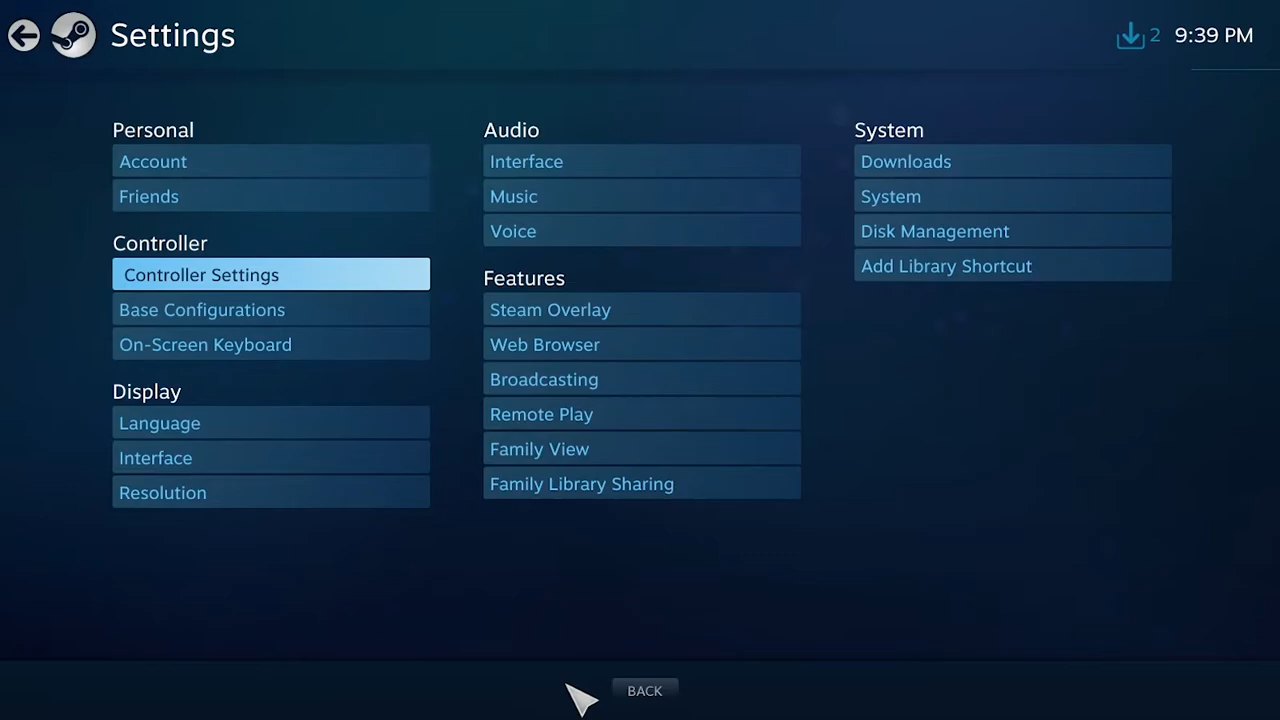 Settings
2 9:39 PM
Personal
Account
Friends
Controller
Controller Settings
Base Configurations
On-Screen Keyboard
Display
Language
Interface
Resolution
Audio
Interface
Music
Voice
Features
Steam Overlay
Web Browser
Broadcasting
Remote Play
Family View
Family Library Sharing
System
Downloads
System
Disk Management
Add Library Shortcut
BACK